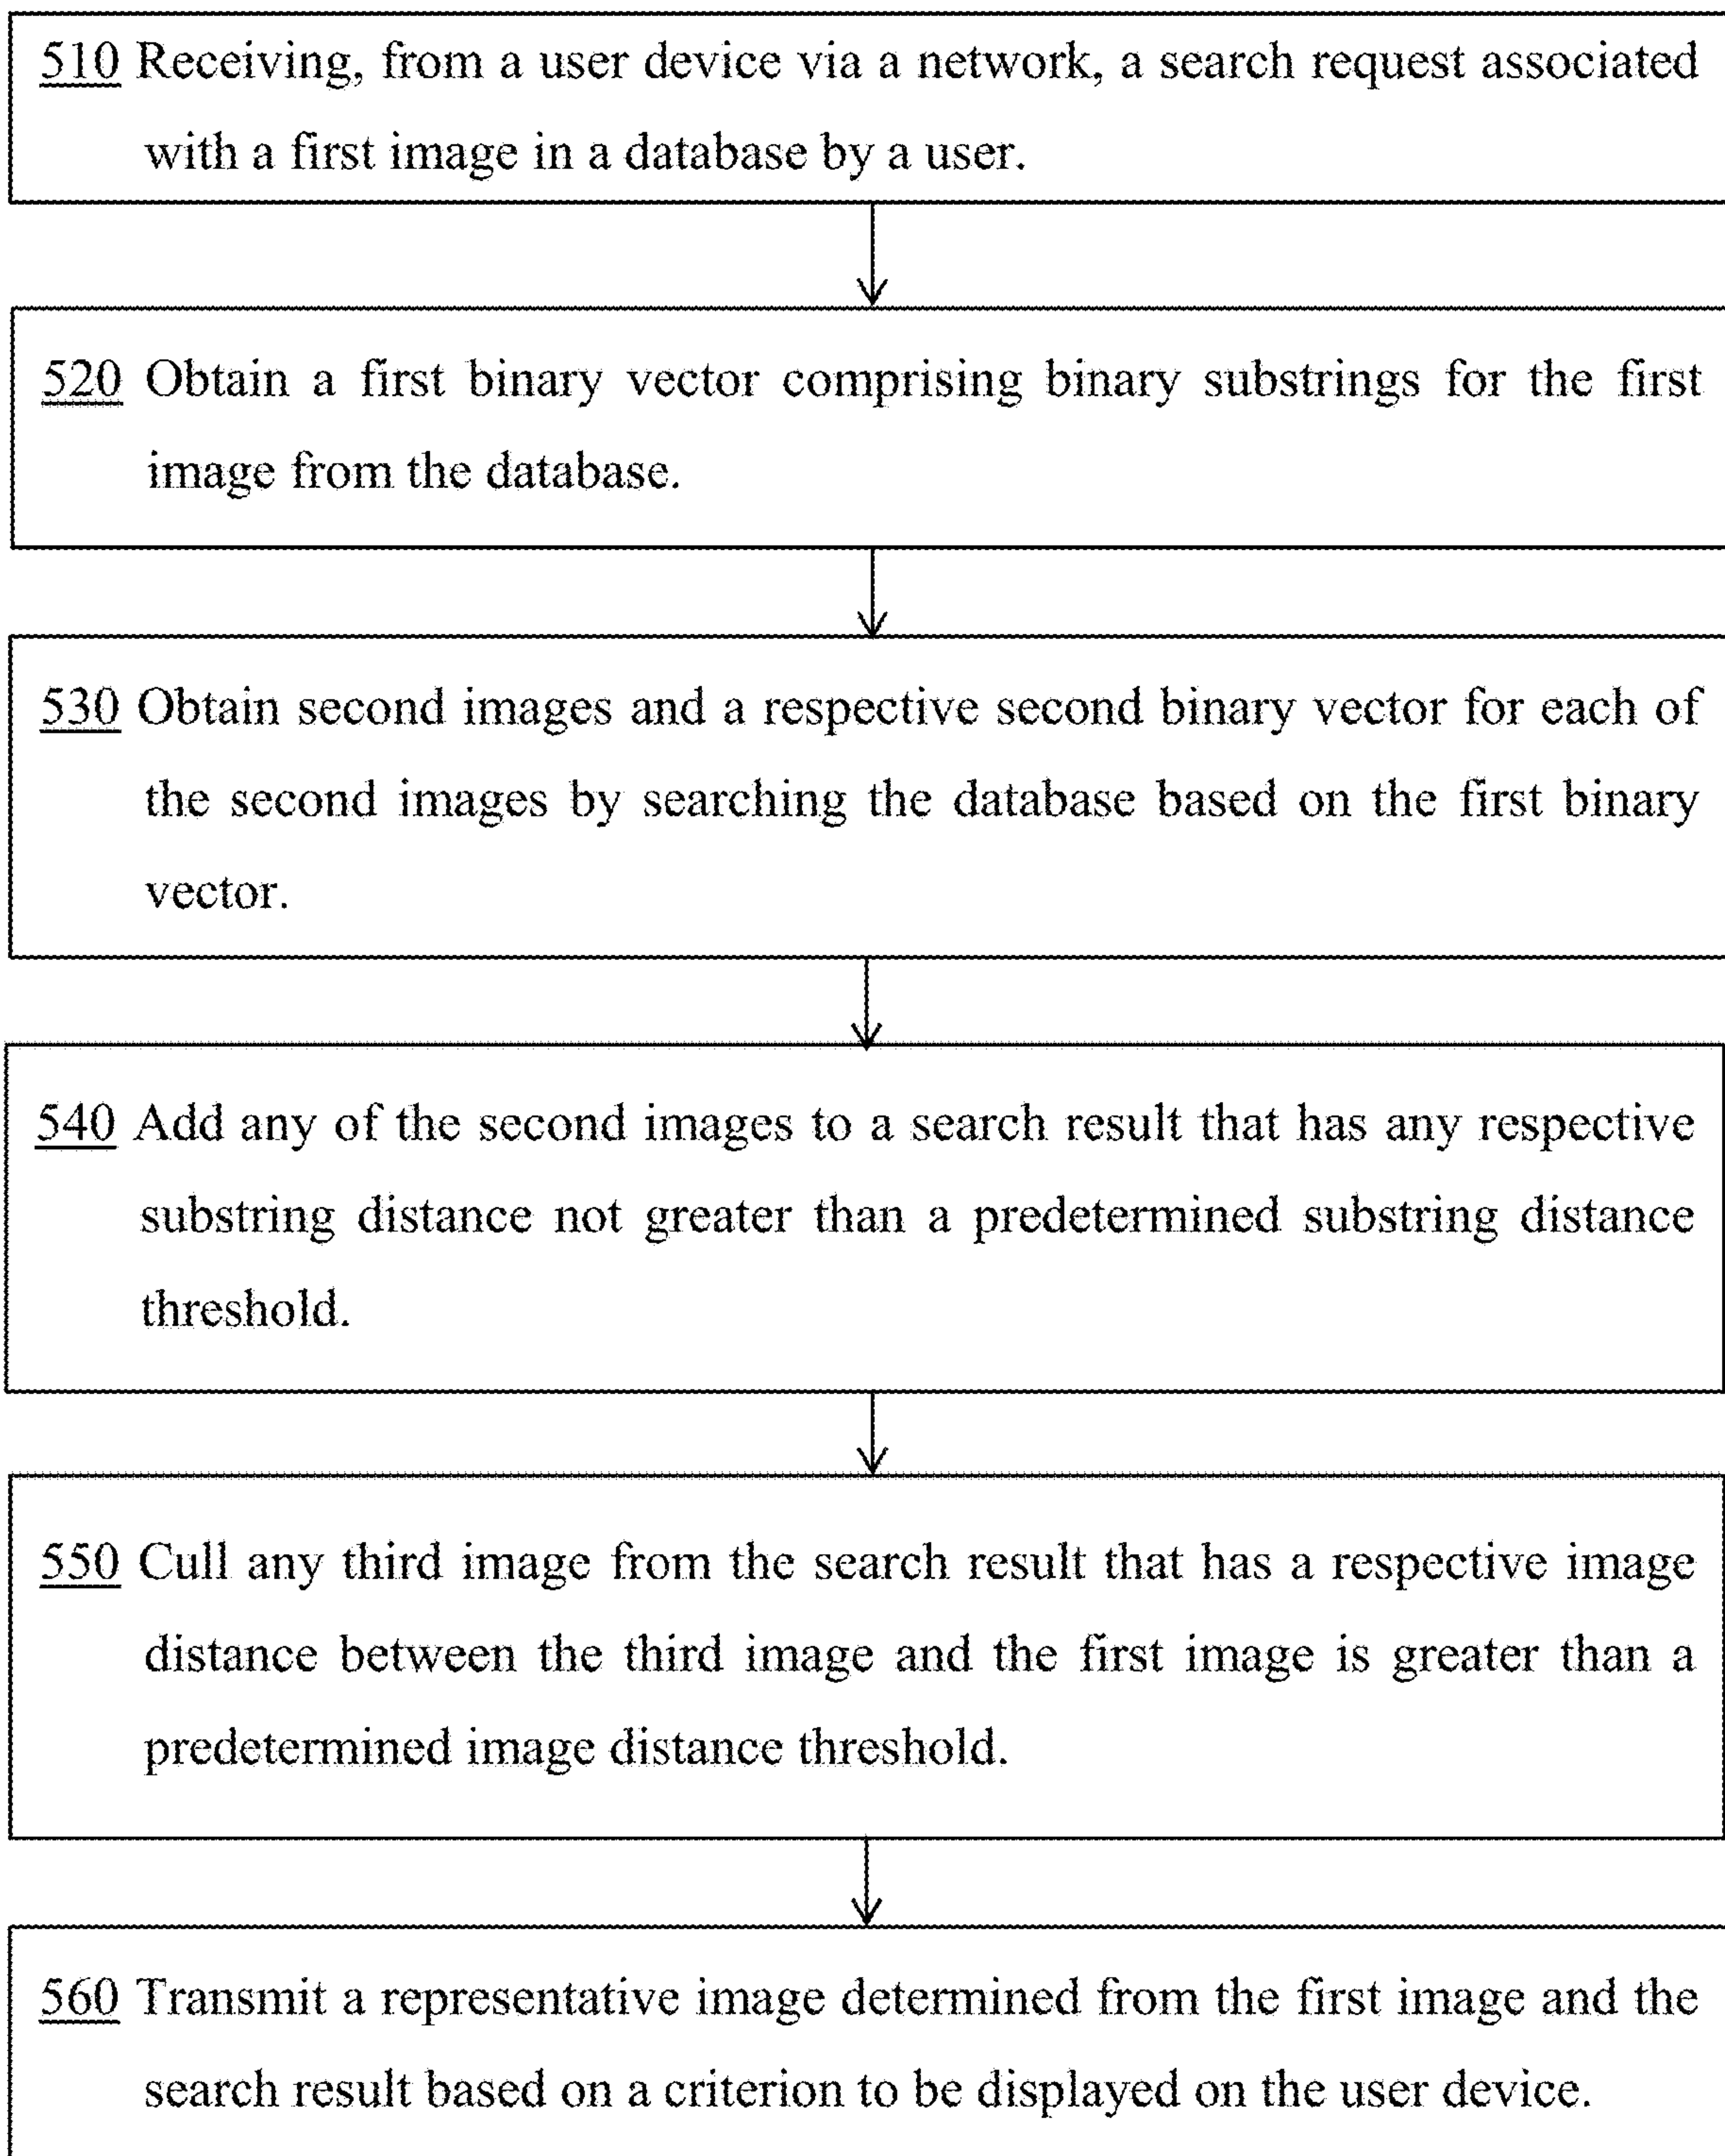 510 Receiving, from a user device via a network, a search request associated
with a first image in a database by a user.
520 Obtain a first binary vector comprising binary substrings for the first
image from the database.
530 Obtain second images and a respective second binary vector for each of
the second images by searching the database based on the first binary
vector.
540 Add any of the second images to a search result that has any respective
substring distance not greater than a predetermined substring distance
threshold.
550 Cull any third image from the search result that has a respective image
distance between the third image and the first image is greater than a
predetermined image distance threshold.
560 Transmit a representative image determined from the first image and the
search result based on a criterion to be displayed on the user device.